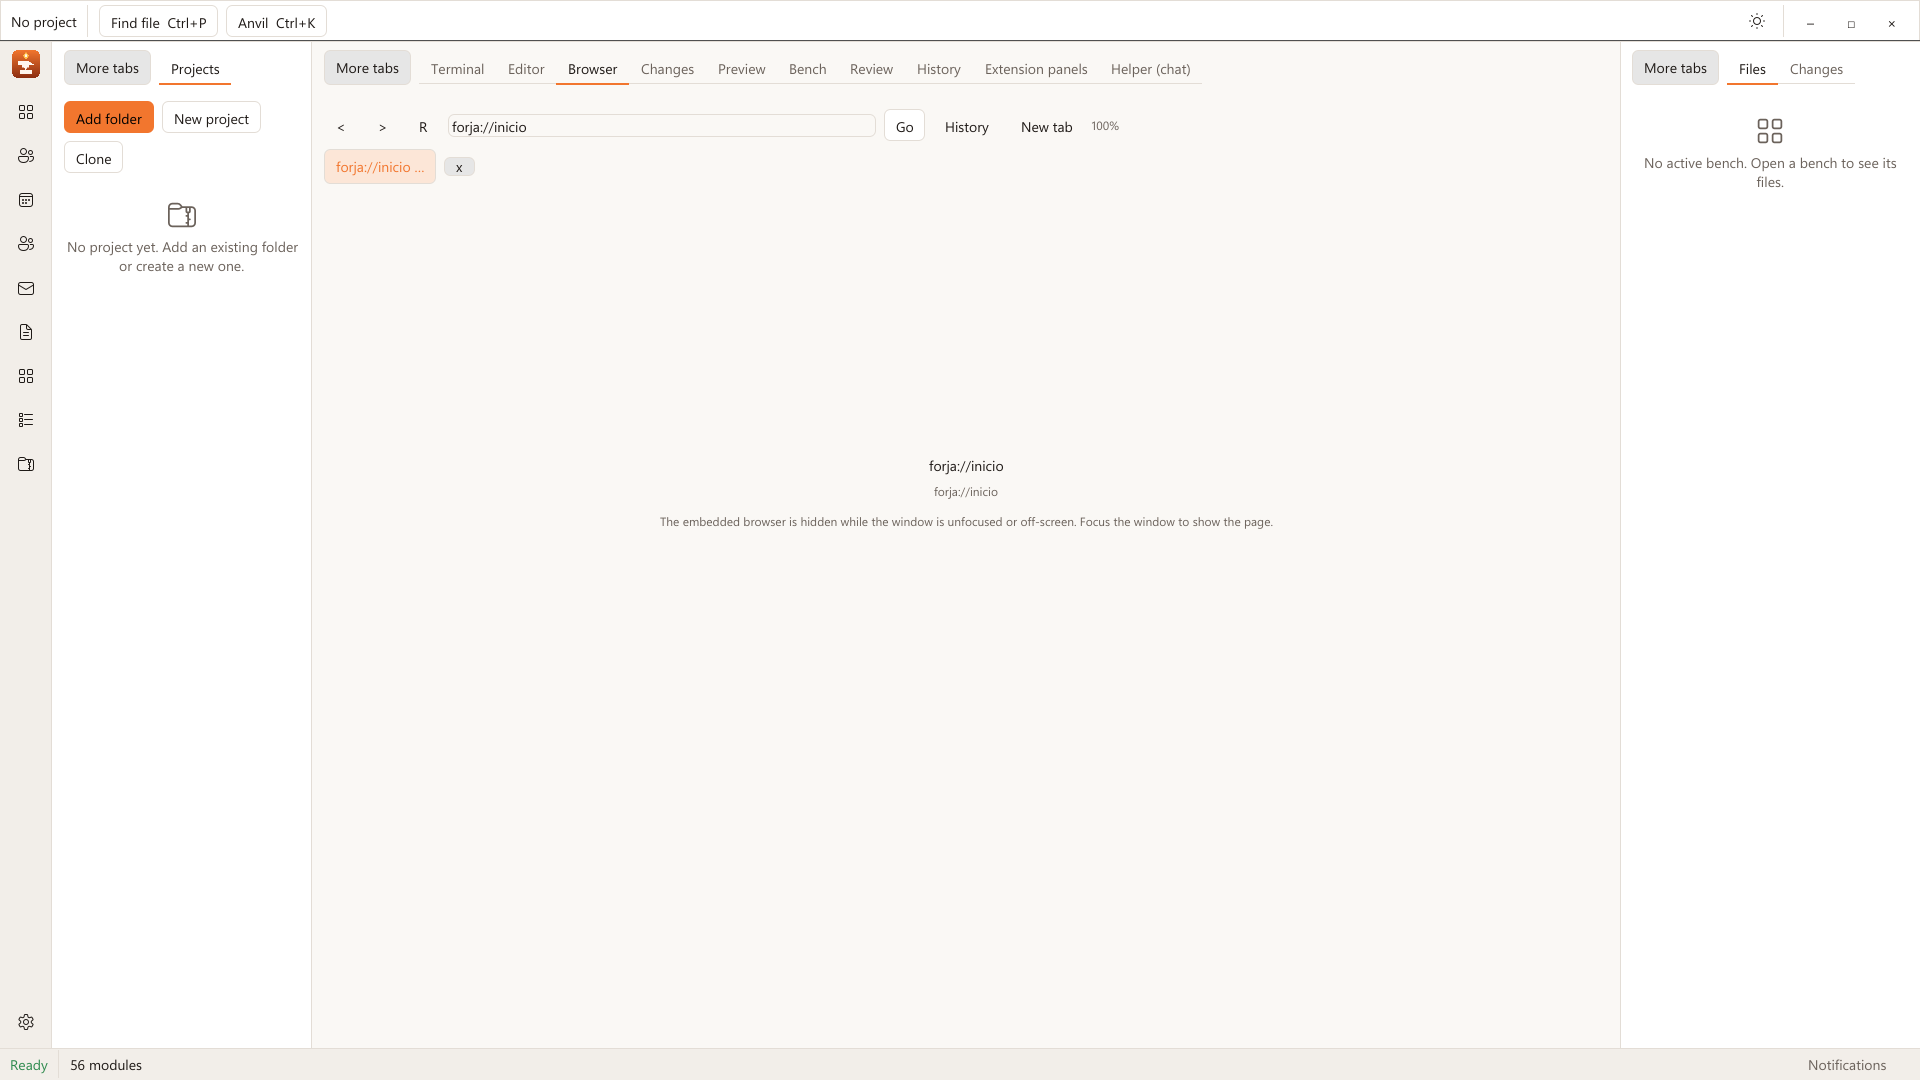 No project
Find file Ctrl+P
Anvil Ctrl+K
– □ ×
More tabs
Projects
Add folder
New project
Clone
No project yet. Add an existing folder
or create a new one.
More tabs
Terminal
Editor
Browser
Changes
Preview
Bench
Review
History
Extension panels
Helper (chat)
< > R
forja://inicio
Go
History
New tab
100%
forja://inicio ...
x
forja://inicio
forja://inicio
The embedded browser is hidden while the window is unfocused or off-screen. Focus the window to show the page.
More tabs
Files
Changes
No active bench. Open a bench to see its
files.
Ready
56 modules
Notifications